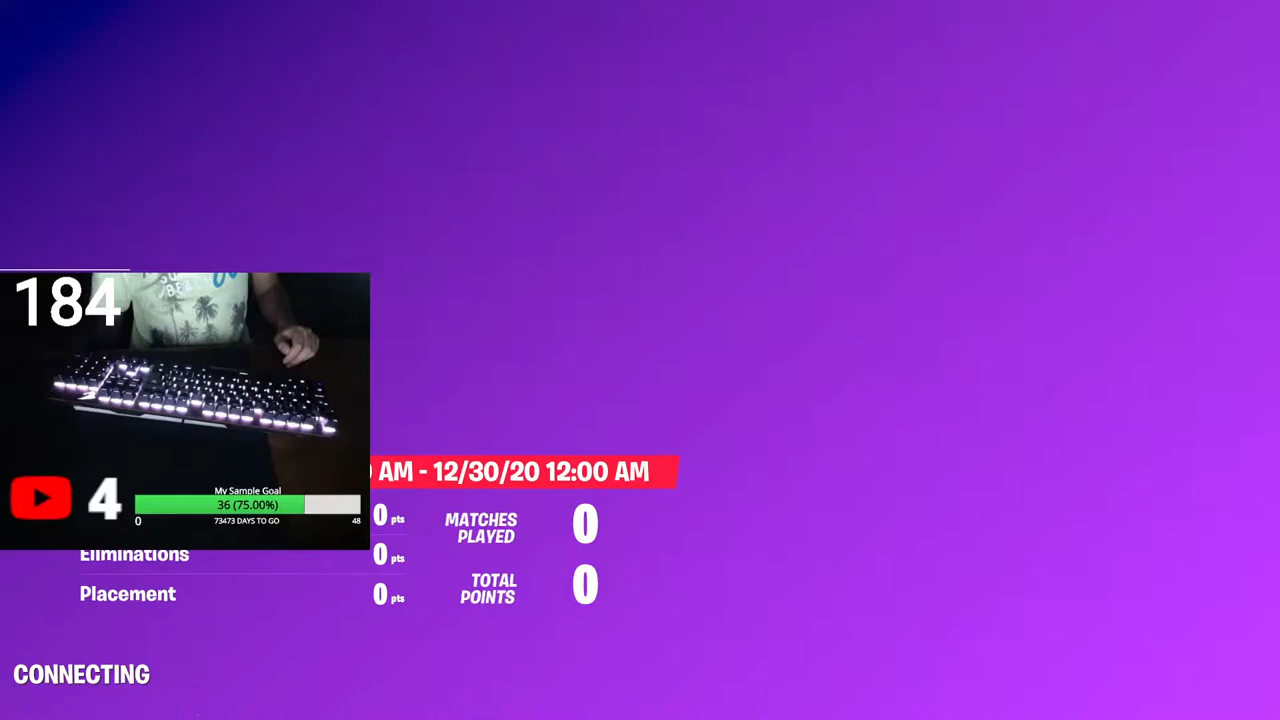 184
) AM - 12/30/20 12:00 AM
4
My Sample Goal
36 (75.00%)
0
73473 DAYS TO GO
48
0 pts
MATCHES
PLAYED
0
Eliminations
0 pts
Placement
0 pts
TOTAL
POINTS
0
CONNECTING